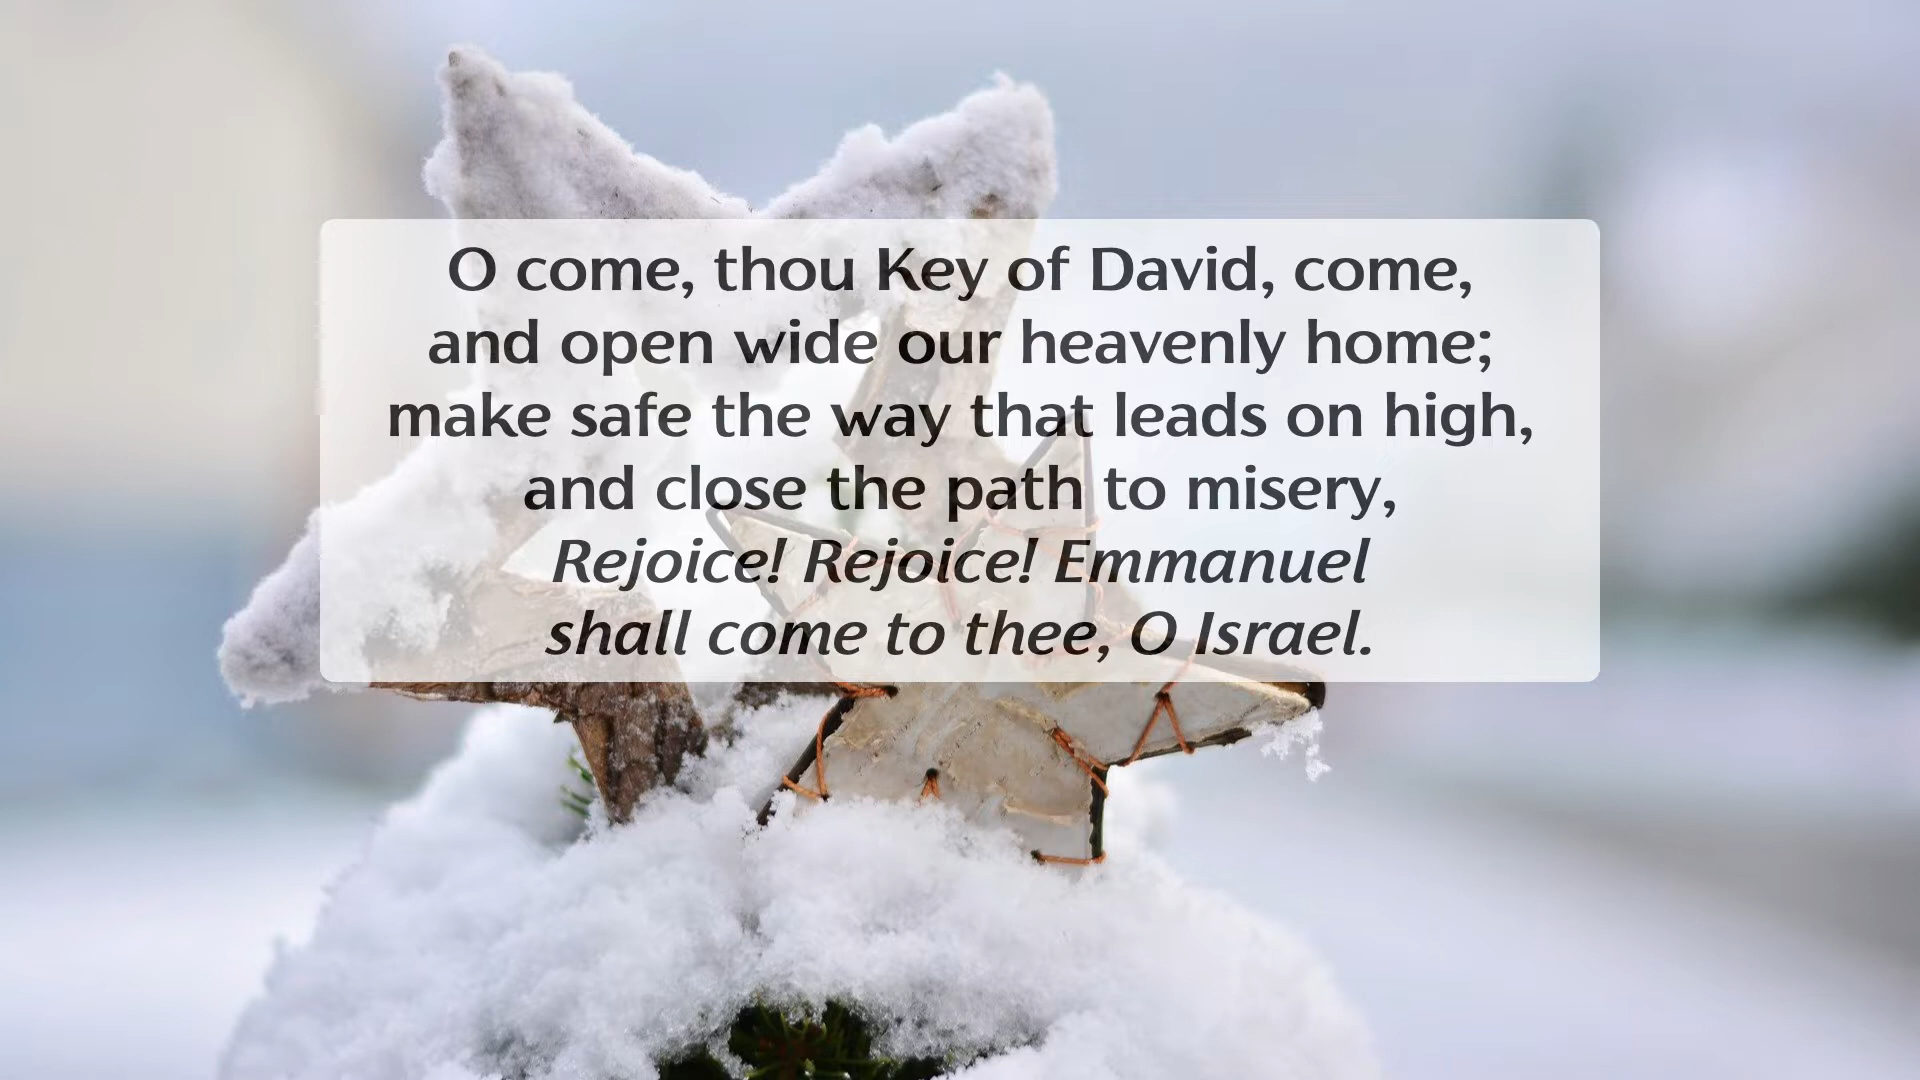 O come, thou Key of David, come,
and open wide our heavenly home;
make safe the way that leads on high,
and close the path to misery,
Rejoice! Rejoice! Emmanuel
shall come to thee, O Israel.